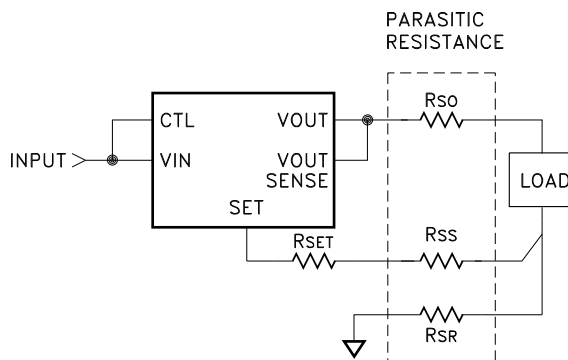 PARASITIC
RESISTANCE
RSO
CTL
VOUT
INPUT
VIN
VOUT
SENSE
LOAD
SET
RSET
RSS
RSR